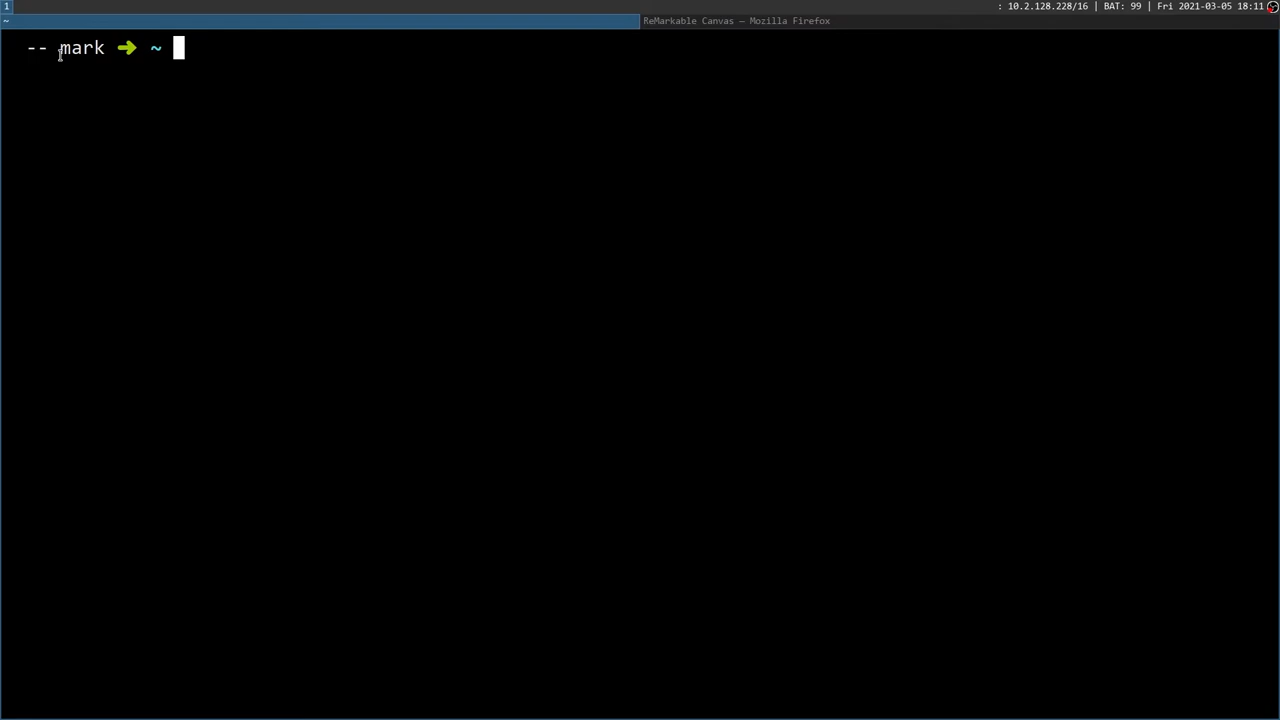 1 : 10.2.128.228/16 | BAT: 99 | Fri 2021-03-05 18:11
~ ReMarkable Canvas — Mozilla Firefox
-- mark ➜ ~